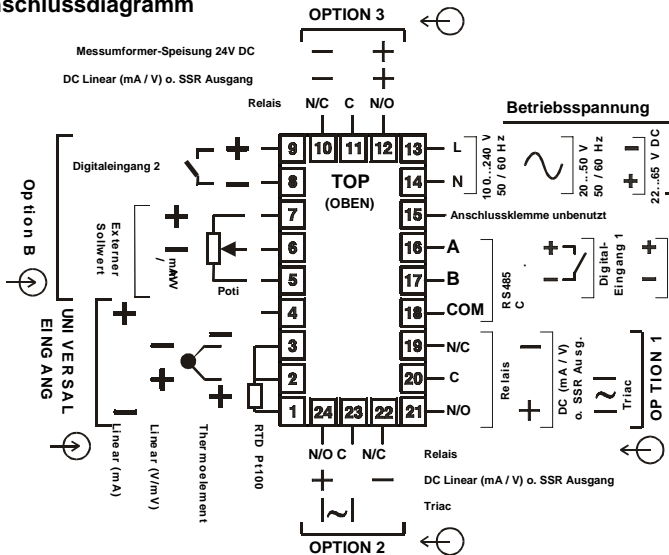 nschlussdiagramm
OPTION 3
Messumformer-Speisung 24V DC − +
DC Linear (mA / V) o. SSR Ausgang − +
Relais N/C C N/O
Betriebsspannung
9 10 11 12 13 L
8 14 N
100...240 V
50 / 60 Hz
20...50 V
50 / 60 Hz
22...65 V DC
− +
Digitaleingang 2
+ −
TOP
(OBEN)
Option B
Externer
Sollwert
+ −
Poti
7 15 Anschlussklemme unbenutzt
6 16 A
5 17 B
4 18 COM
RS485
C
+ −
Digital-
Eingang 1
+ −
UNIVERSAL
EINGANG
3 19 N/C
2 20 C
1 24 23 22 21 N/O
Relais
− +
DC (mA / V)
o. SSR Ausg.
~
Triac
OPTION 1
+ −
Linear (mA)
− +
Linear (V/mV)
− +
Thermoelement
RTD Pt100
N/O C N/C Relais
+ − DC Linear (mA / V) o. SSR Ausgang
~ Triac
OPTION 2